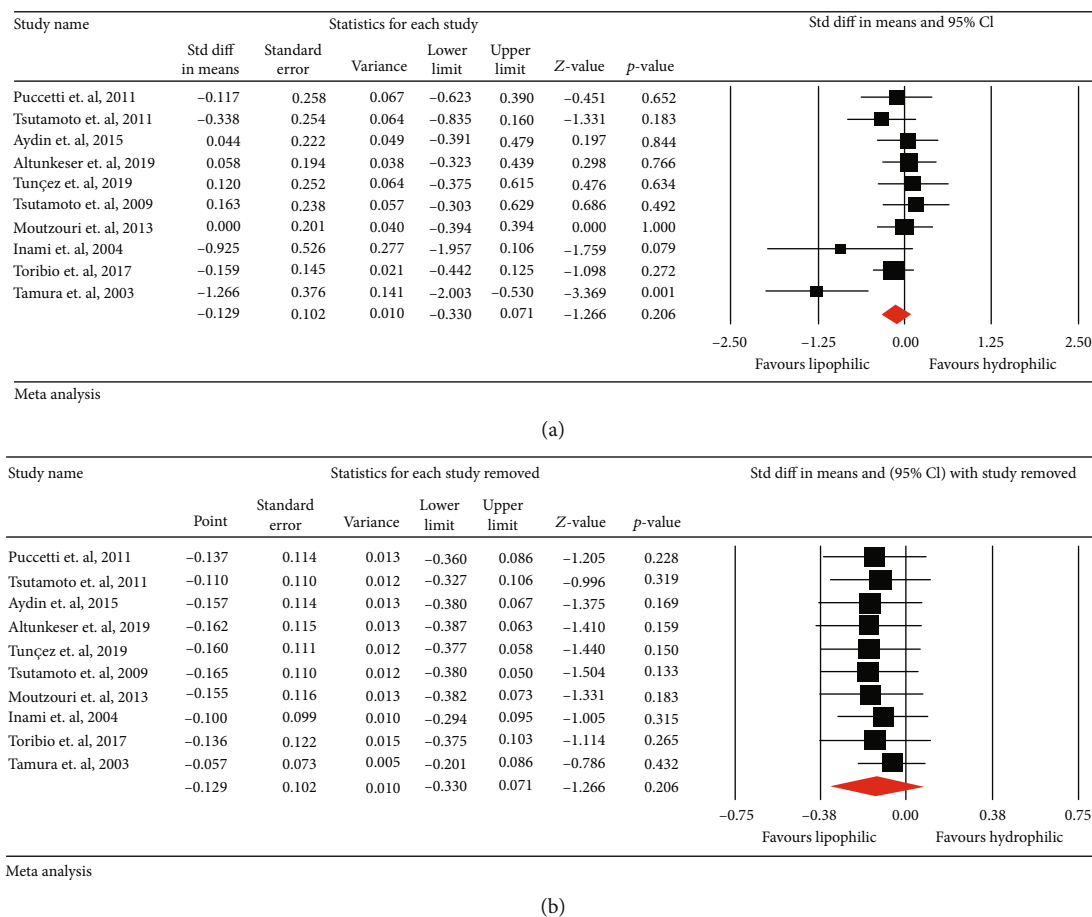 Study name Statistics for each study Std diff in means and 95% Cl
Std diff in means Standard error Variance Lower limit Upper limit Z-value p-value
Puccetti et. al, 2011 −0.117 0.258 0.067 −0.623 0.390 −0.451 0.652
Tsutamoto et. al, 2011 −0.338 0.254 0.064 −0.835 0.160 −1.331 0.183
Aydin et. al, 2015 0.044 0.222 0.049 −0.391 0.479 0.197 0.844
Altunkeser et. al, 2019 0.058 0.194 0.038 −0.323 0.439 0.298 0.766
Tunçez et. al, 2019 0.120 0.252 0.064 −0.375 0.615 0.476 0.634
Tsutamoto et. al, 2009 0.163 0.238 0.057 −0.303 0.629 0.686 0.492
Moutzouri et. al, 2013 0.000 0.201 0.040 −0.394 0.394 0.000 1.000
Inami et. al, 2004 −0.925 0.526 0.277 −1.957 0.106 −1.759 0.079
Toribio et. al, 2017 −0.159 0.145 0.021 −0.442 0.125 −1.098 0.272
Tamura et. al, 2003 −1.266 0.376 0.141 −2.003 −0.530 −3.369 0.001
−0.129 0.102 0.010 −0.330 0.071 −1.266 0.206
−2.50 −1.25 0.00 1.25 2.50
Favours lipophilic Favours hydrophilic
Meta analysis
(a)
Study name Statistics for each study removed Std diff in means and (95% Cl) with study removed
Point Standard error Variance Lower limit Upper limit Z-value p-value
Puccetti et. al, 2011 −0.137 0.114 0.013 −0.360 0.086 −1.205 0.228
Tsutamoto et. al, 2011 −0.110 0.110 0.012 −0.327 0.106 −0.996 0.319
Aydin et. al, 2015 −0.157 0.114 0.013 −0.380 0.067 −1.375 0.169
Altunkeser et. al, 2019 −0.162 0.115 0.013 −0.387 0.063 −1.410 0.159
Tunçez et. al, 2019 −0.160 0.111 0.012 −0.377 0.058 −1.440 0.150
Tsutamoto et. al, 2009 −0.165 0.110 0.012 −0.380 0.050 −1.504 0.133
Moutzouri et. al, 2013 −0.155 0.116 0.013 −0.382 0.073 −1.331 0.183
Inami et. al, 2004 −0.100 0.099 0.010 −0.294 0.095 −1.005 0.315
Toribio et. al, 2017 −0.136 0.122 0.015 −0.375 0.103 −1.114 0.265
Tamura et. al, 2003 −0.057 0.073 0.005 −0.201 0.086 −0.786 0.432
−0.129 0.102 0.010 −0.330 0.071 −1.266 0.206
−0.75 −0.38 0.00 0.38 0.75
Favours lipophilic Favours hydrophilic
Meta analysis
(b)